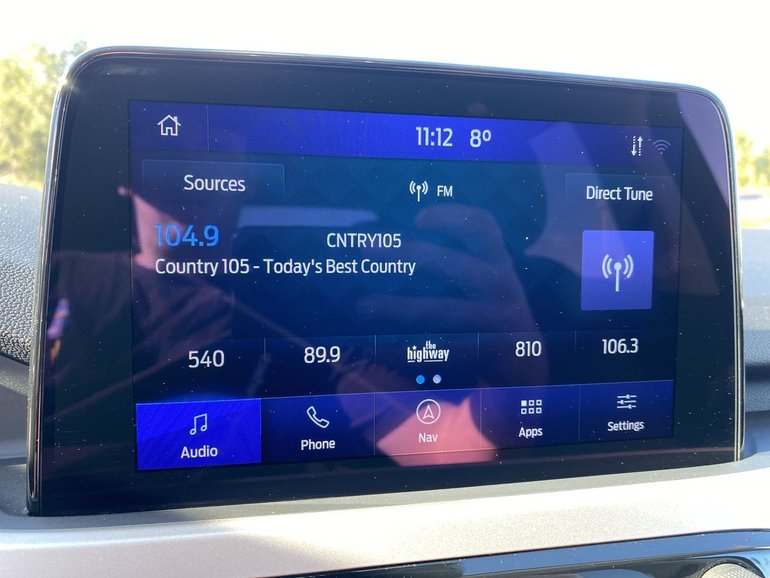 11:12 8°
Sources FM Direct Tune
104.9 CNTRY105
Country 105 - Today's Best Country
540 89.9 the highway 810 106.3
Audio Phone Nav Apps Settings